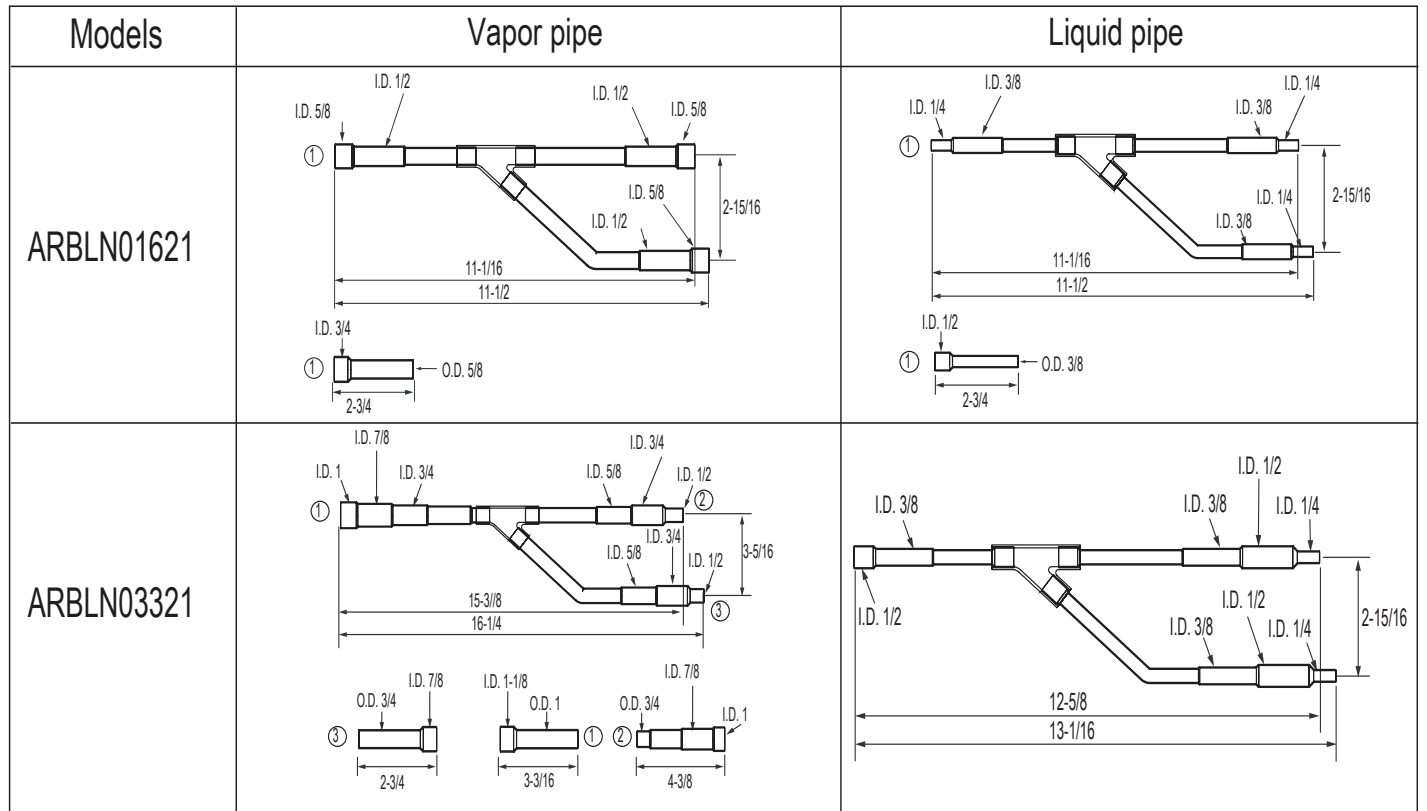 Models
Vapor pipe
Liquid pipe
ARBLN01621
I.D. 5/8
I.D. 1/2
I.D. 1/2
I.D. 5/8
①
2-15/16
I.D. 5/8
I.D. 1/2
11-1/16
11-1/2
I.D. 3/4
①
O.D. 5/8
2-3/4
I.D. 1/4
I.D. 3/8
I.D. 3/8
I.D. 1/4
①
2-15/16
I.D. 1/4
I.D. 3/8
11-1/16
11-1/2
I.D. 1/2
①
O.D. 3/8
2-3/4
ARBLN03321
I.D. 7/8
I.D. 3/4
I.D. 1
I.D. 3/4
I.D. 5/8
I.D. 1/2
①
②
I.D. 3/4
3-5/16
I.D. 5/8
I.D. 1/2
15-3//8
③
16-1/4
I.D. 7/8
O.D. 3/4
③
2-3/4
I.D. 1-1/8
O.D. 1
①
3-3/16
I.D. 7/8
O.D. 3/4
I.D. 1
②
4-3/8
I.D. 1/2
I.D. 3/8
I.D. 3/8
I.D. 1/4
I.D. 1/2
I.D. 1/2
2-15/16
I.D. 3/8
I.D. 1/4
12-5/8
13-1/16